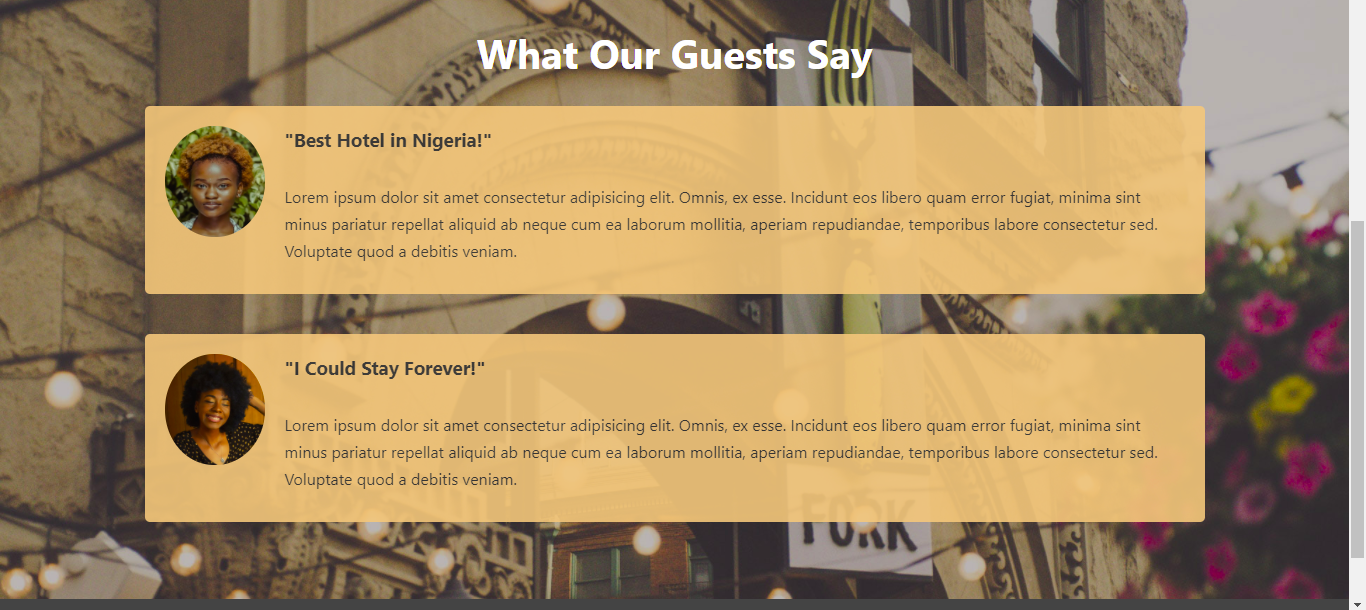 What Our Guests Say
"Best Hotel in Nigeria!"
Lorem ipsum dolor sit amet consectetur adipisicing elit. Omnis, ex esse. Incidunt eos libero quam error fugiat, minima sint
minus pariatur repellat aliquid ab neque cum ea laborum mollitia, aperiam repudiandae, temporibus labore consectetur sed.
Voluptate quod a debitis veniam.
"I Could Stay Forever!"
Lorem ipsum dolor sit amet consectetur adipisicing elit. Omnis, ex esse. Incidunt eos libero quam error fugiat, minima sint
minus pariatur repellat aliquid ab neque cum ea laborum mollitia, aperiam repudiandae, temporibus labore consectetur sed.
Voluptate quod a debitis veniam.
FORK